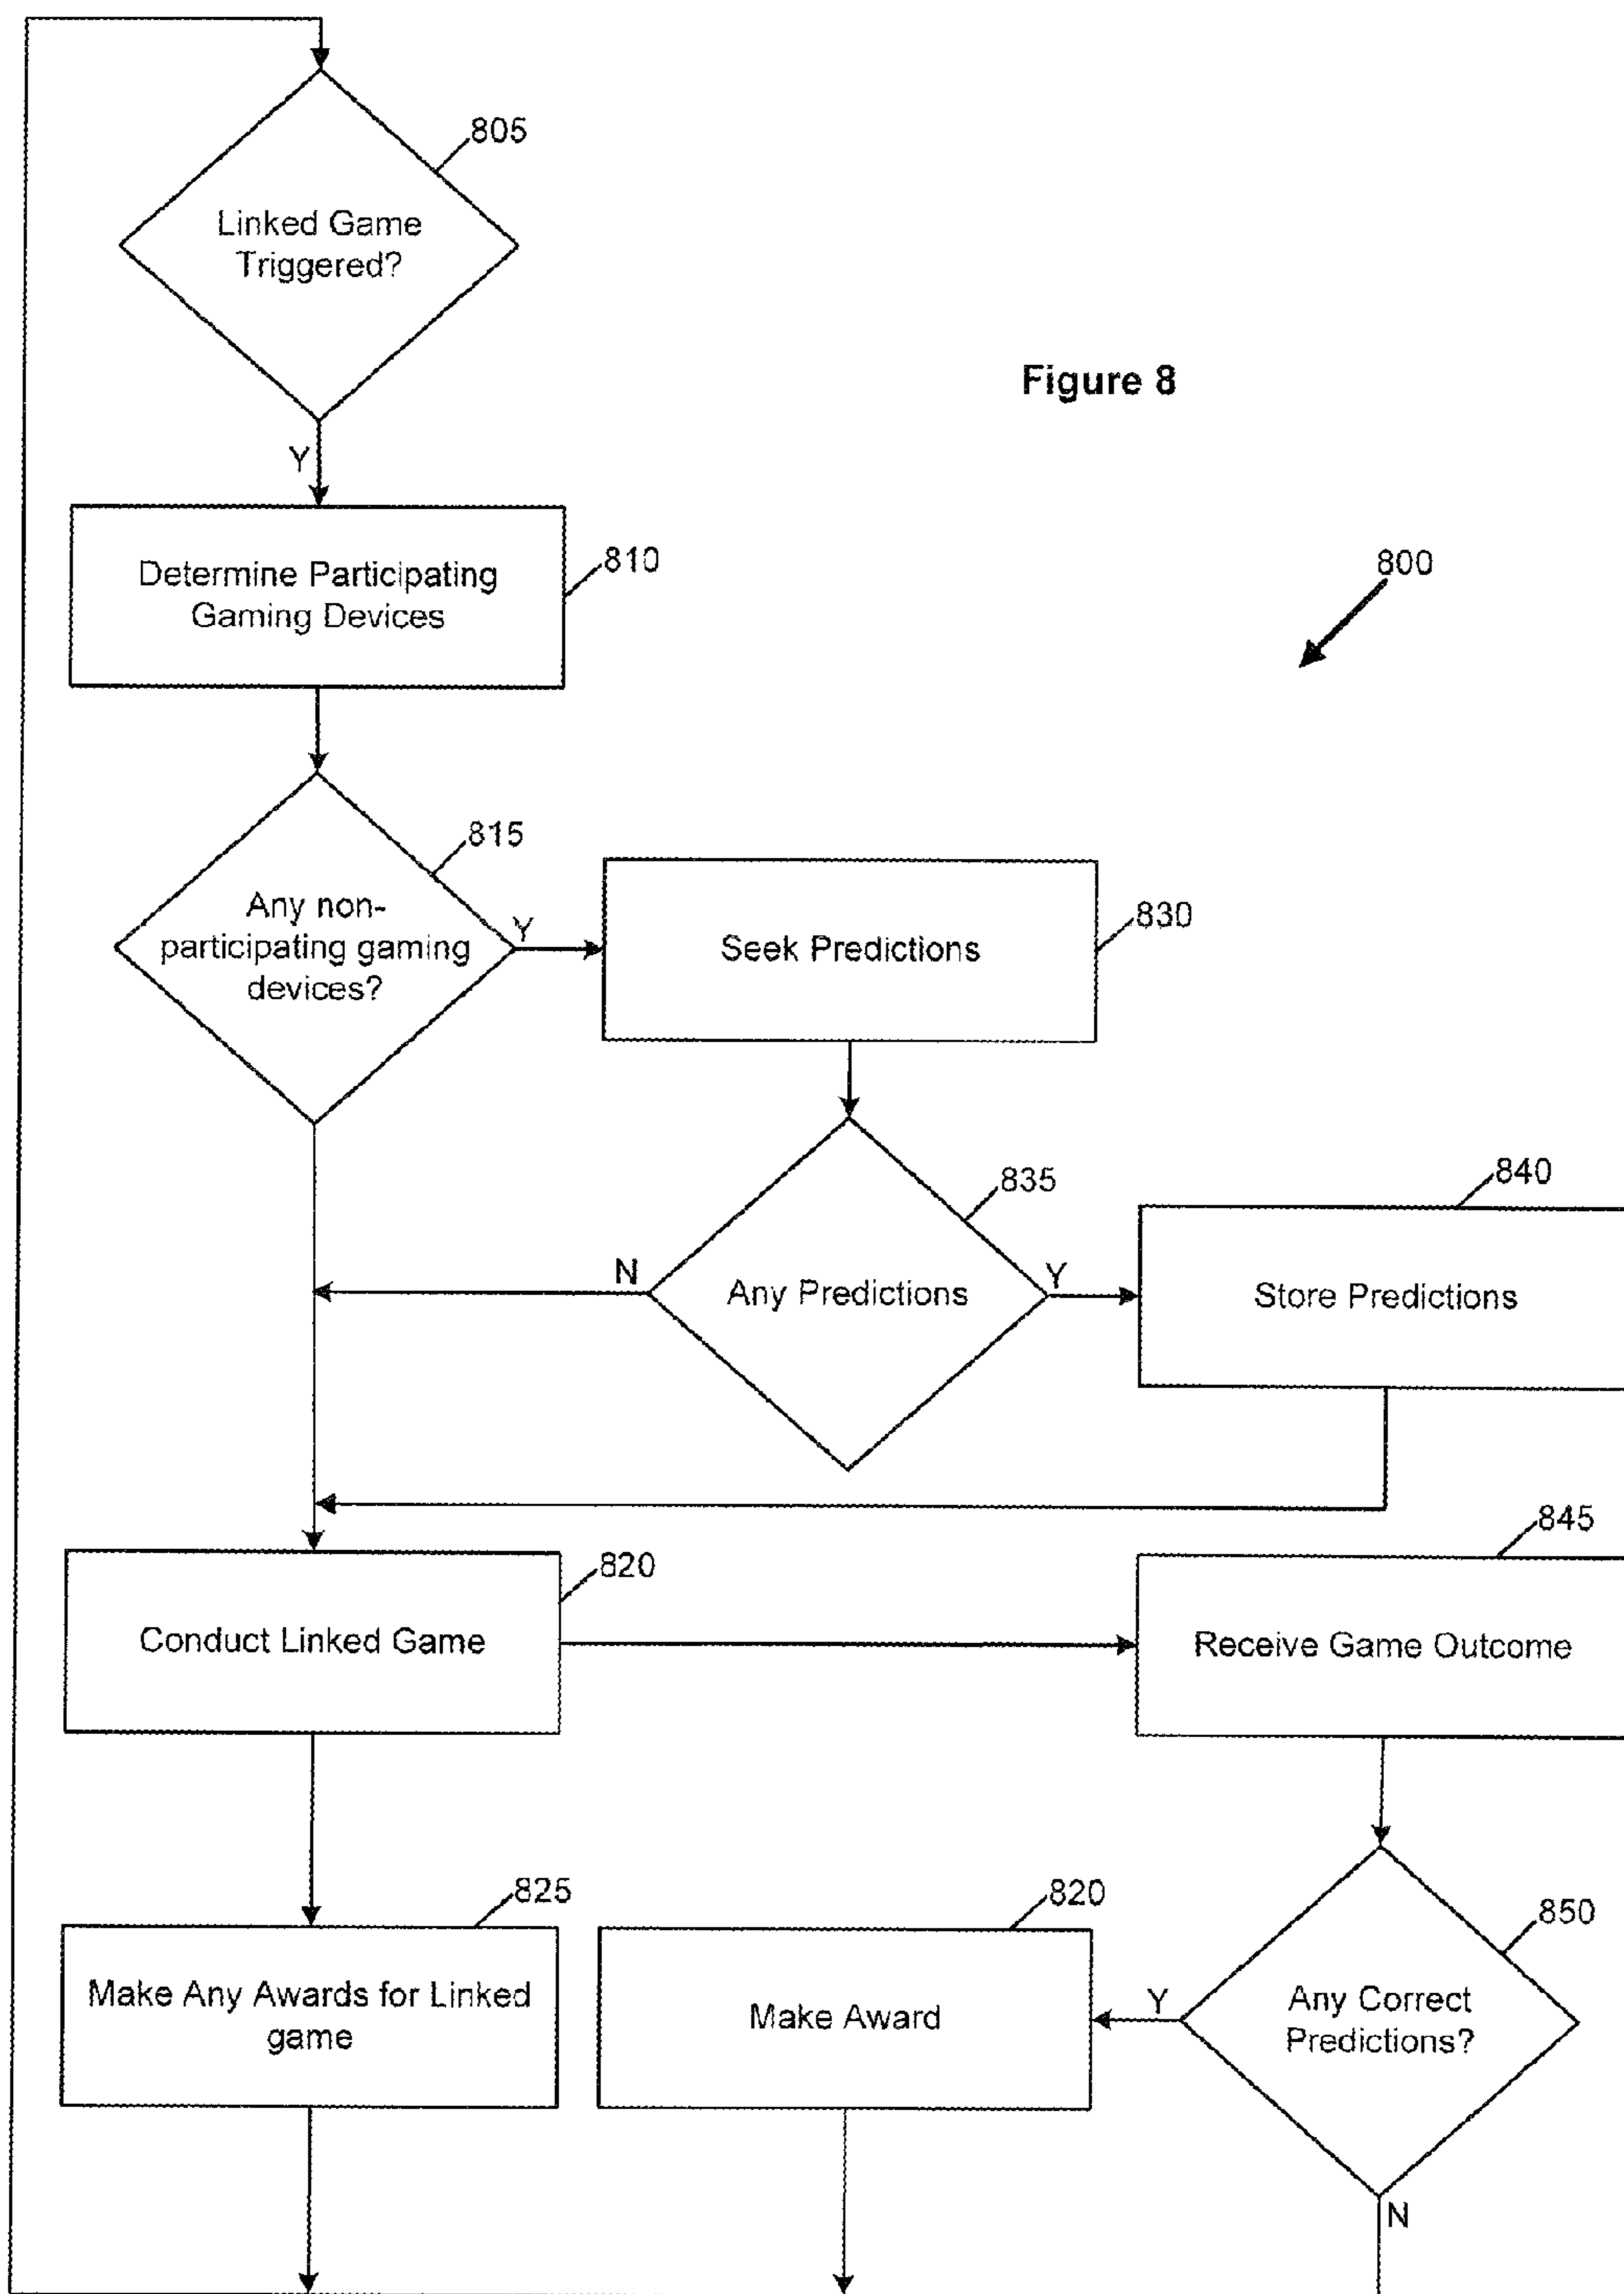 805
Linked Game
Triggered?
Figure 8
Y
Determine Participating
Gaming Devices
810
800
815
Any non-
participating gaming
devices?
Y
Seek Predictions
830
835
840
N
Any Predictions
Y
Store Predictions
845
820
Conduct Linked Game
Receive Game Outcome
825
820
850
Make Any Awards for Linked
game
Make Award
Y
Any Correct
Predictions?
N